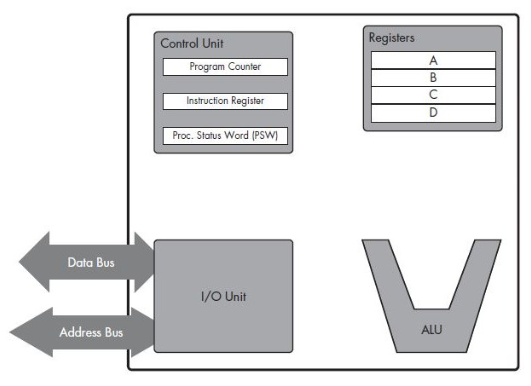 Control Unit
Program Counter
Instruction Register
Proc. Status Word (PSW)
Registers
A
B
C
D
Data Bus
Address Bus
I/O Unit
ALU